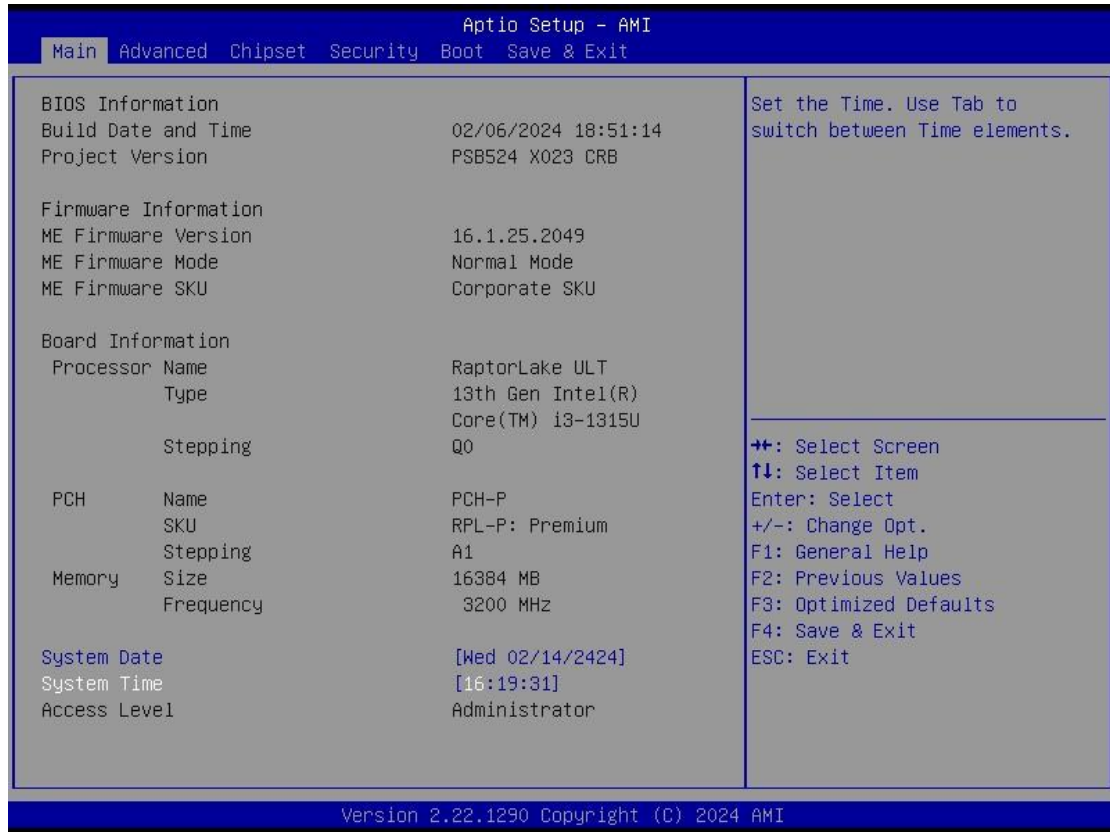 Aptio Setup - AMI
Main Advanced Chipset Security Boot Save & Exit
BIOS Information
Build Date and Time 02/06/2024 18:51:14
Project Version PSB524 X023 CRB
Firmware Information
ME Firmware Version 16.1.25.2049
ME Firmware Mode Normal Mode
ME Firmware SKU Corporate SKU
Board Information
Processor Name RaptorLake ULT
Type 13th Gen Intel(R)
Core(TM) i3-1315U
Stepping Q0
PCH Name PCH-P
SKU RPL-P: Premium
Stepping A1
Memory Size 16384 MB
Frequency 3200 MHz
System Date [Wed 02/14/2424]
System Time [16:19:31]
Access Level Administrator
Set the Time. Use Tab to
switch between Time elements.
→←: Select Screen
↑↓: Select Item
Enter: Select
+/-: Change Opt.
F1: General Help
F2: Previous Values
F3: Optimized Defaults
F4: Save & Exit
ESC: Exit
Version 2.22.1290 Copyright (C) 2024 AMI